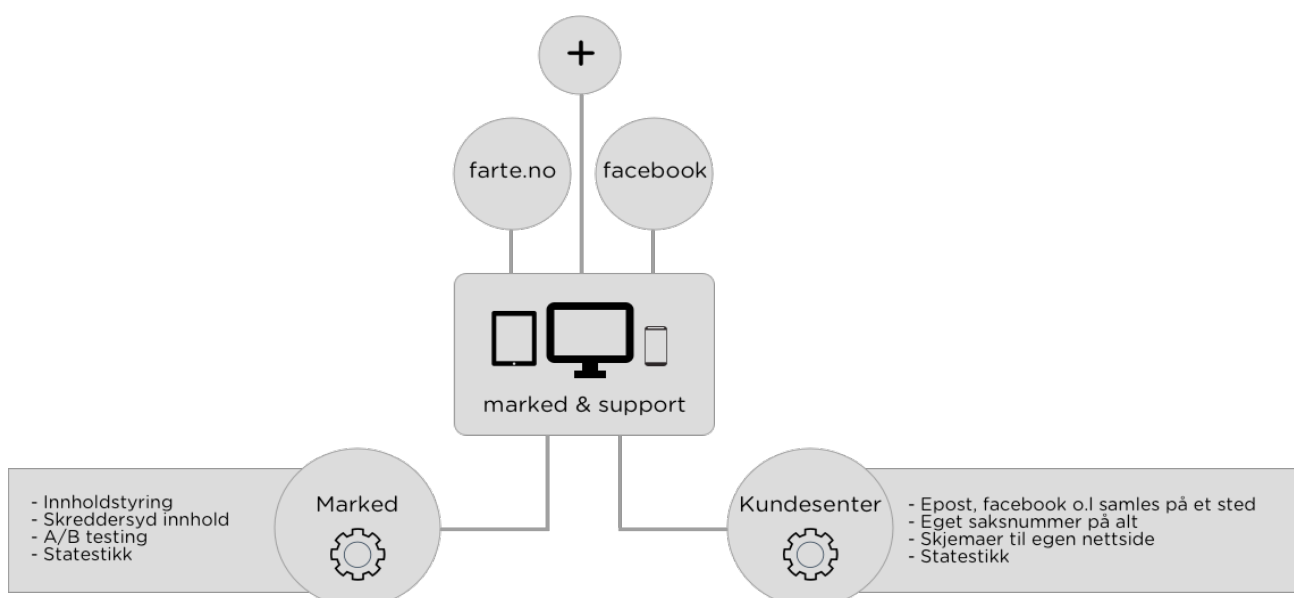 +
farte.no
facebook
marked & support
Marked
- Innholdstyring
- Skreddersyd innhold
- A/B testing
- Statestikk
Kundesenter
- Epost, facebook o.l samles på et sted
- Eget saksnummer på alt
- Skjemaer til egen nettside
- Statestikk